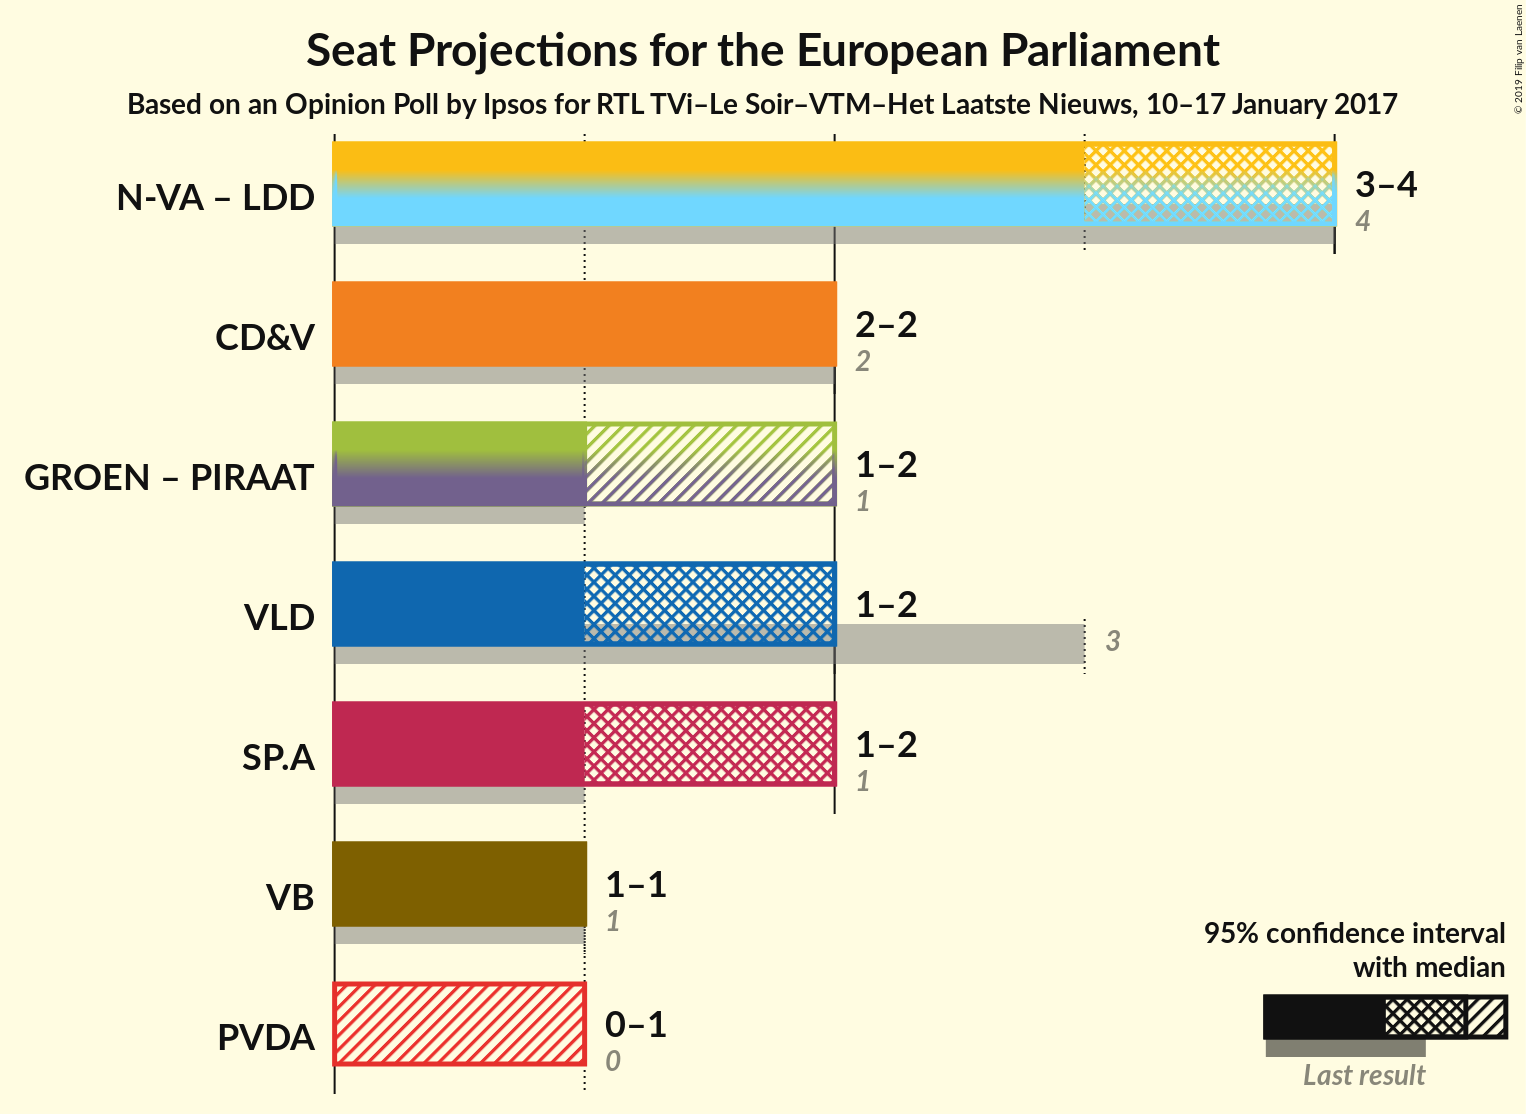 Seat Projections for the European Parliament
Based on an Opinion Poll by Ipsos for RTL TVi–Le Soir–VTM–Het Laatste Nieuws, 10–17 January 2017
© 2019 Filip van Laenen
N-VA – LDD
3–4
4
CD&V
2–2
2
GROEN – PIRAAT
1–2
1
VLD
1–2
3
SP.A
1–2
1
VB
1–1
1
PVDA
0–1
0
95% confidence interval
with median
Last result